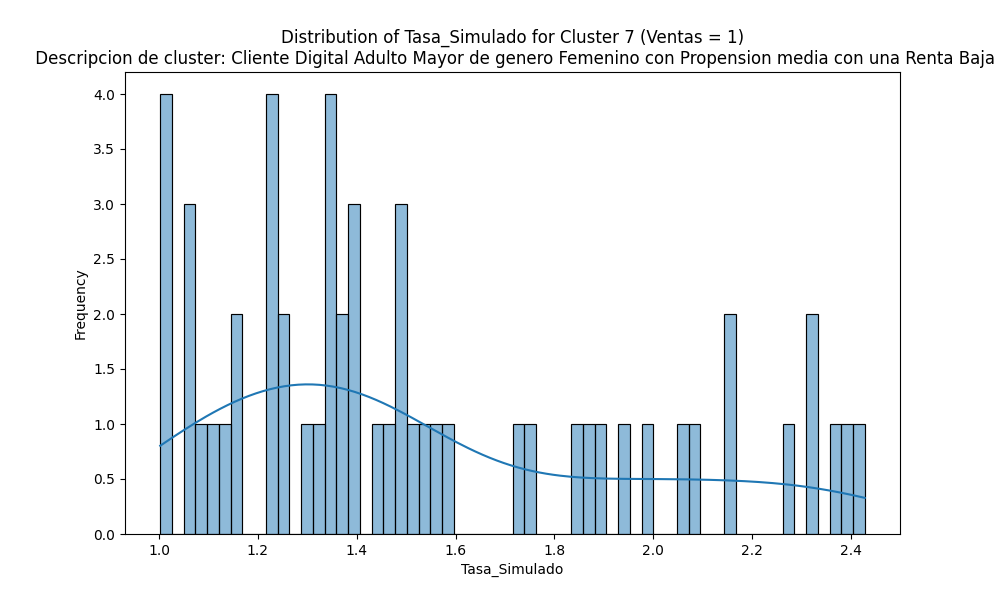 Distribution of Tasa_Simulado for Cluster 7 (Ventas = 1)
Descripcion de cluster: Cliente Digital Adulto Mayor de genero Femenino con Propension media con una Renta Baja
4.0
3.5
3.0
2.5
2.0
1.5
1.0
0.5
0.0
Frequency
1.0 1.2 1.4 1.6 1.8 2.0 2.2 2.4
Tasa_Simulado